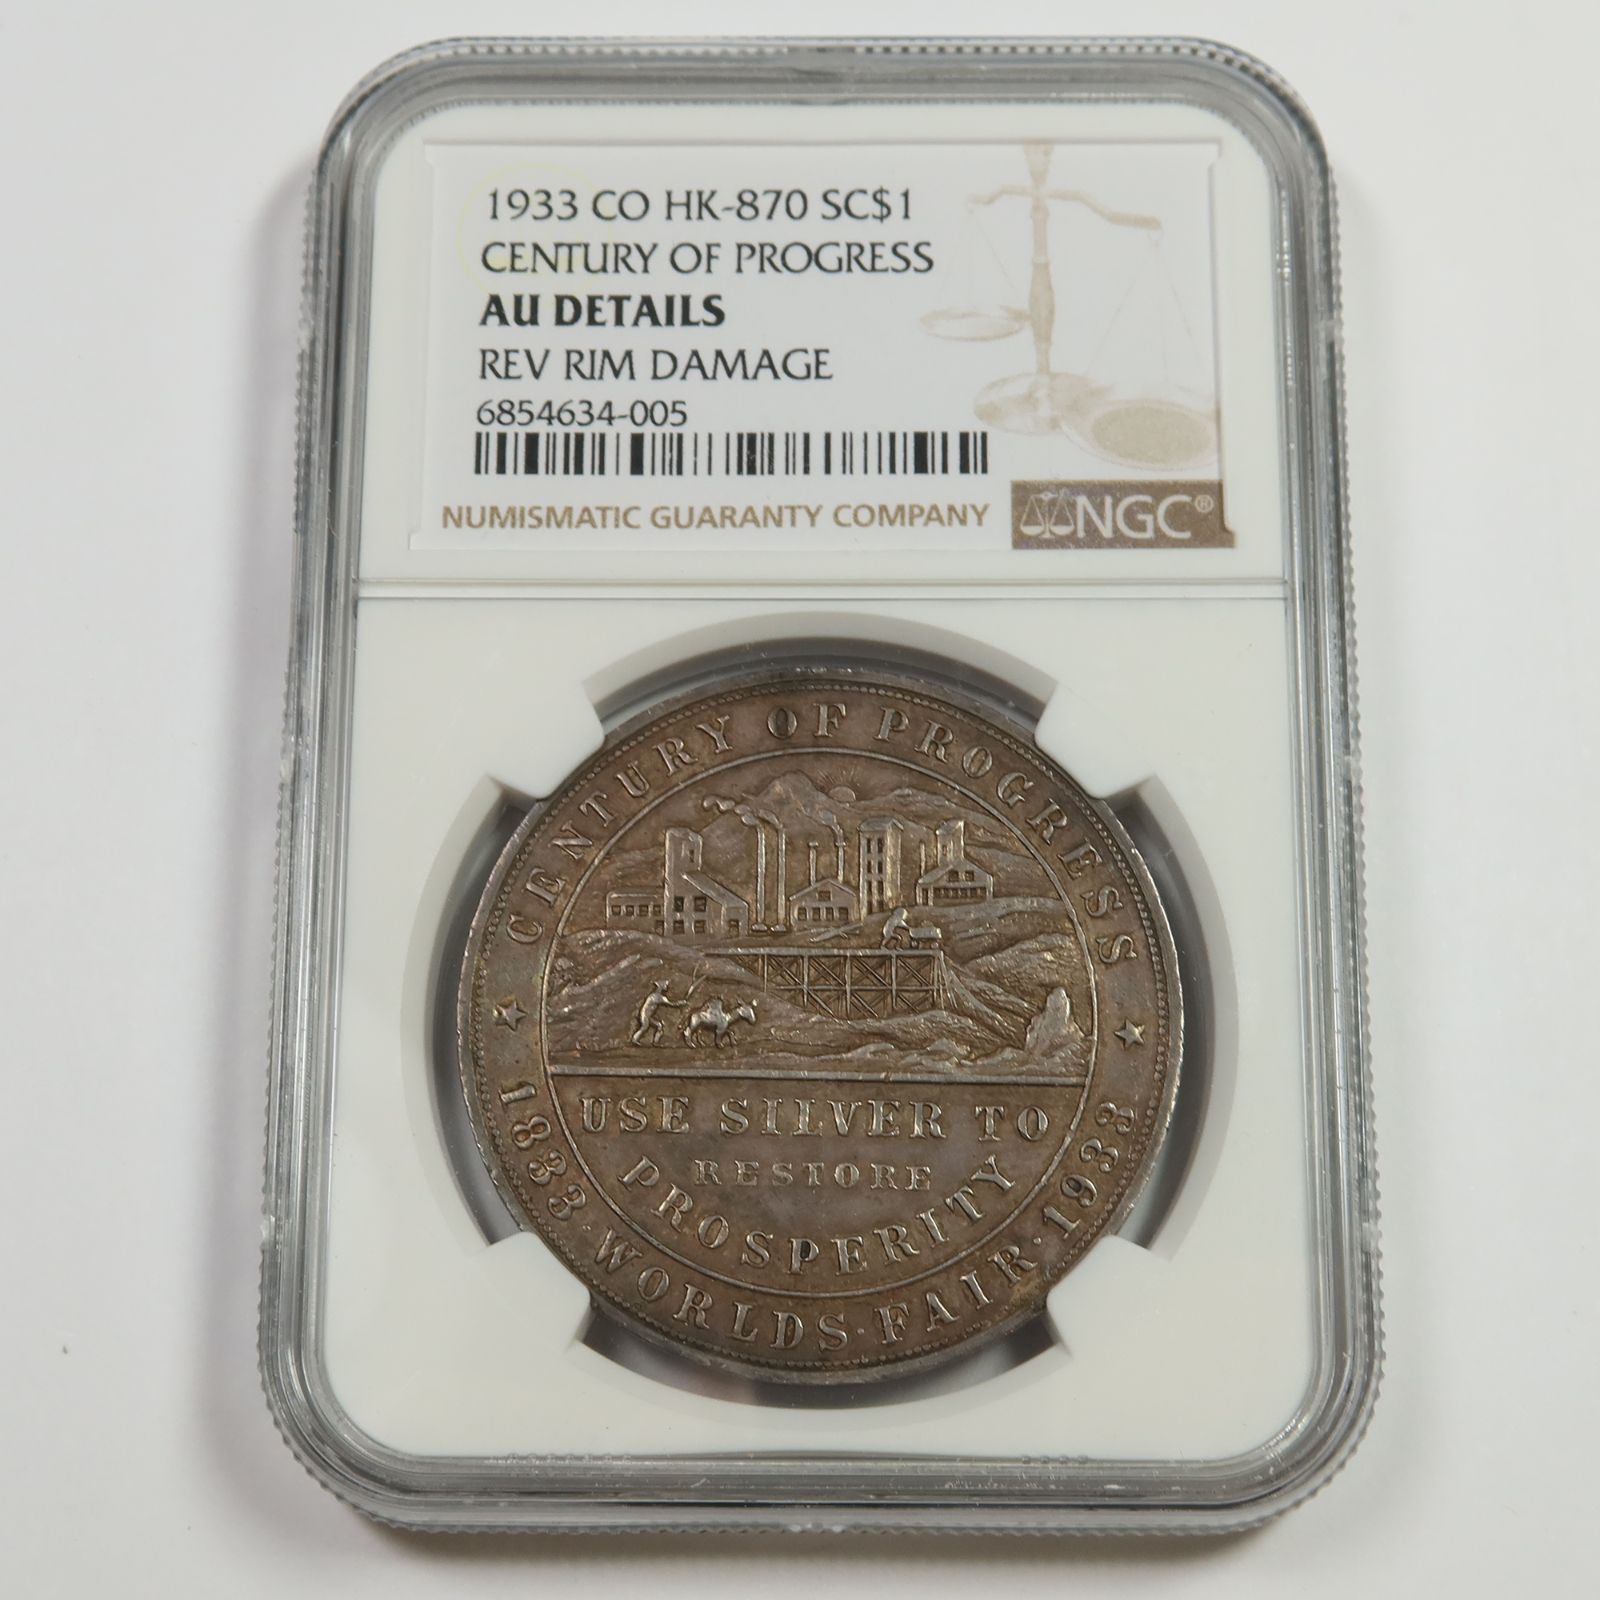 1933 CO HK-870 SC$1
CENTURY OF PROGRESS
AU DETAILS
REV RIM DAMAGE
6854634-005
NUMISMATIC GUARANTY COMPANY
NGC®
CENTURY OF PROGRESS
USE SILVER TO
RESTORE
PROSPERITY
1833 · WORLDS · FAIR · 1933